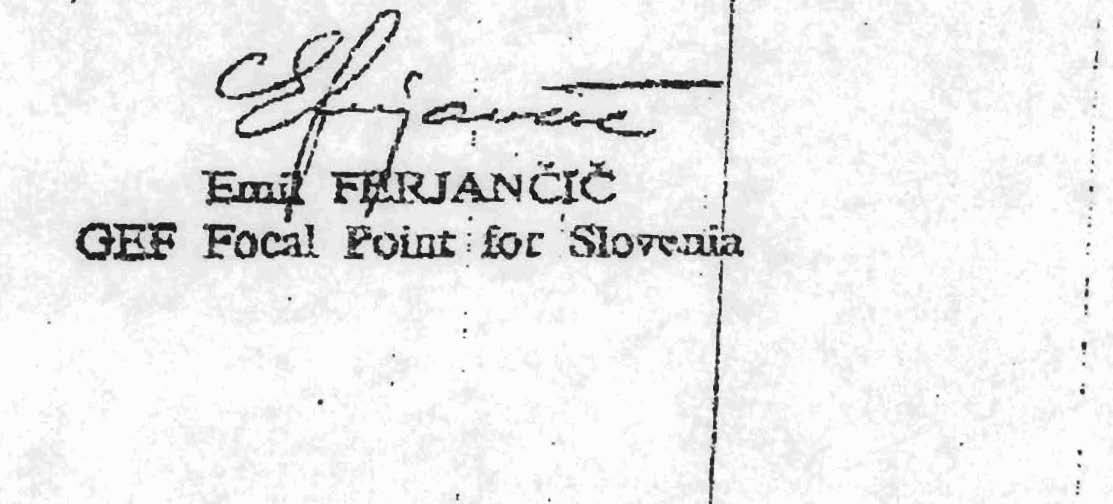 Emil FERJANČIČ
GEF Focal Point for Slovenia